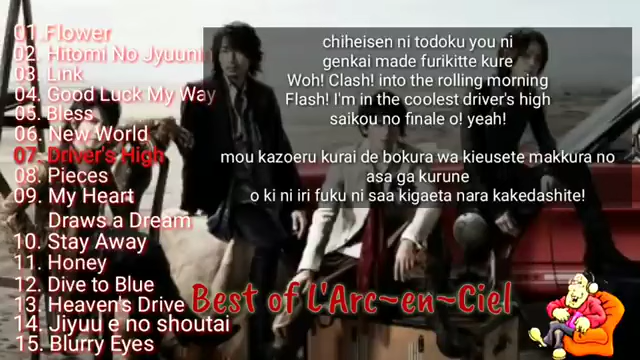 01.Flower
02. Hitomi No Jyuunin
03. Link
04. Good Luck My Way
05. Bless
06. New World
07. Driver's High
08. Pieces
09. My Heart
Draws a Dream
10. Stay Away
11. Honey
12. Dive to Blue
13. Heaven's Drive
14. Jiyuu e no shoutai
15. Blurry Eyes
chiheisen ni todoku you ni
genkai made furikitte kure
Woh! Clash! into the rolling morning
Flash! I'm in the coolest driver's high
saikou no finale o! yeah!
mou kazoeru kurai de bokura wa kieusete makkura no
asa ga kurune
o ki ni iri fuku ni saa kigaeta nara kakedashite!
Best of L'Arc~en~Ciel